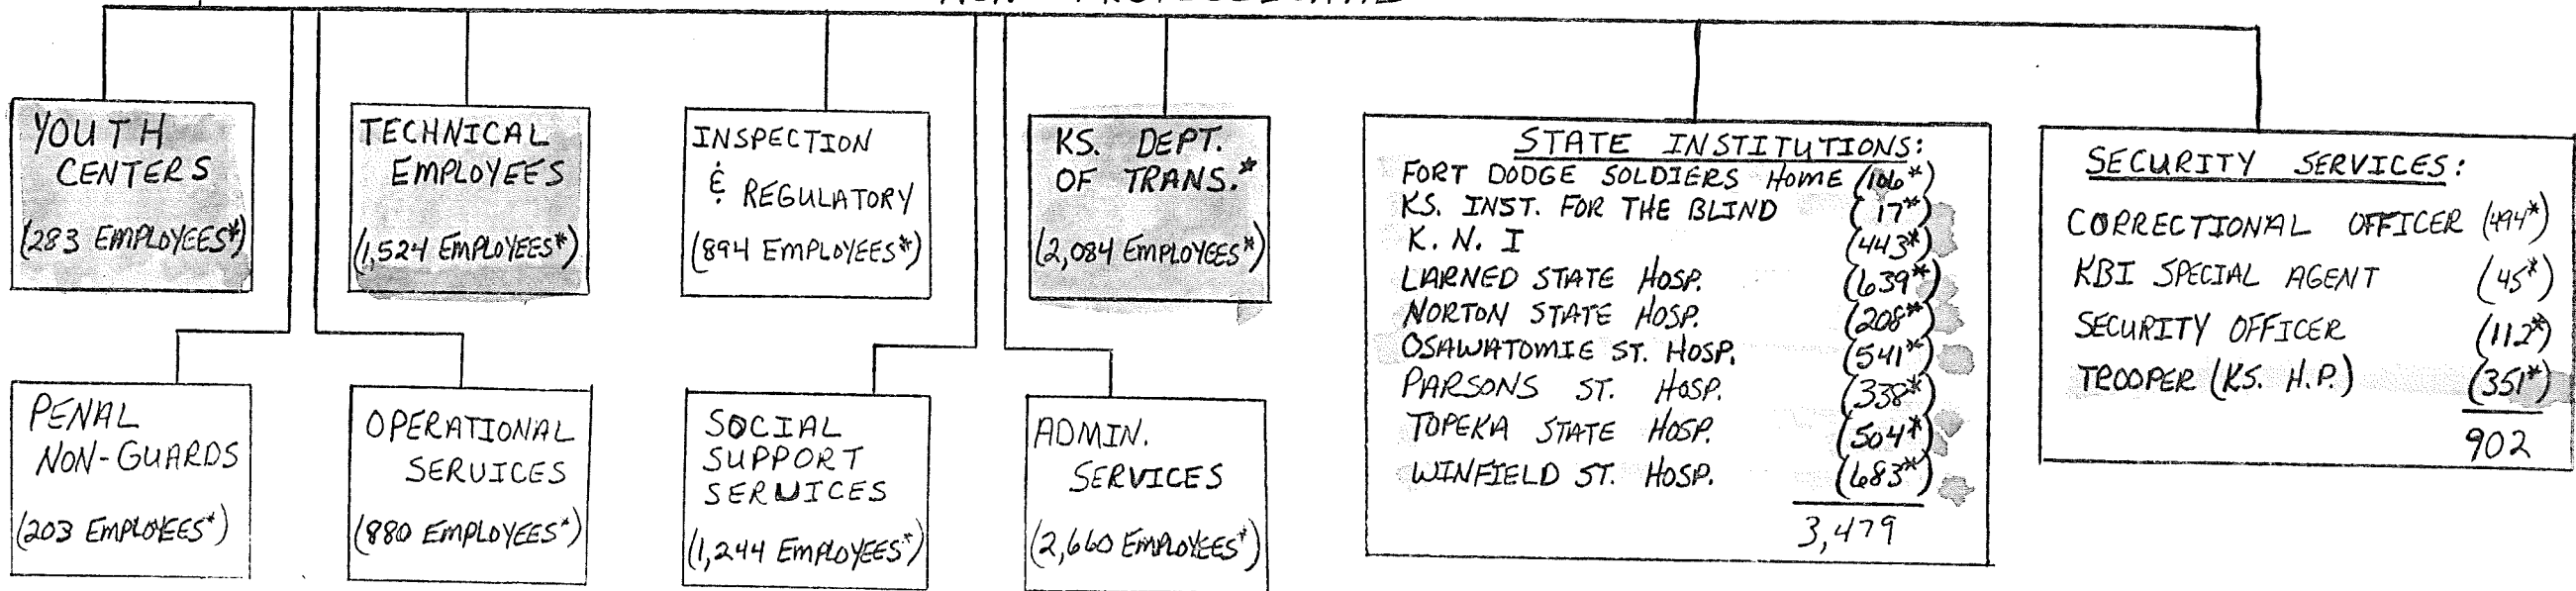 NON-PROFESSIONAL
YOUTH
CENTERS
(283 EMPLOYEES*)
TECHNICAL
EMPLOYEES
(1,524 EMPLOYEES*)
INSPECTION
& REGULATORY
(894 EMPLOYEES*)
KS. DEPT.
OF TRANS.*
(2,084 EMPLOYEES*)
PENAL
NON-GUARDS
(203 EMPLOYEES*)
OPERATIONAL
SERVICES
(880 EMPLOYEES*)
SOCIAL
SUPPORT
SERVICES
(1,244 EMPLOYEES*)
ADMIN.
SERVICES
(2,660 EMPLOYEES*)
STATE INSTITUTIONS:
FORT DODGE SOLDIERS HOME (106*)
KS. INST. FOR THE BLIND (17*)
K. N. I (443*)
LARNED STATE HOSP. (639*)
NORTON STATE HOSP. (208*)
OSAWATOMIE ST. HOSP. (541*)
PARSONS ST. HOSP. (338*)
TOPEKA STATE HOSP. (504*)
WINFIELD ST. HOSP. (683*)
3,479
SECURITY SERVICES:
CORRECTIONAL OFFICER (494*)
KBI SPECIAL AGENT (45*)
SECURITY OFFICER (112*)
TROOPER (KS. H.P.) (351*)
902